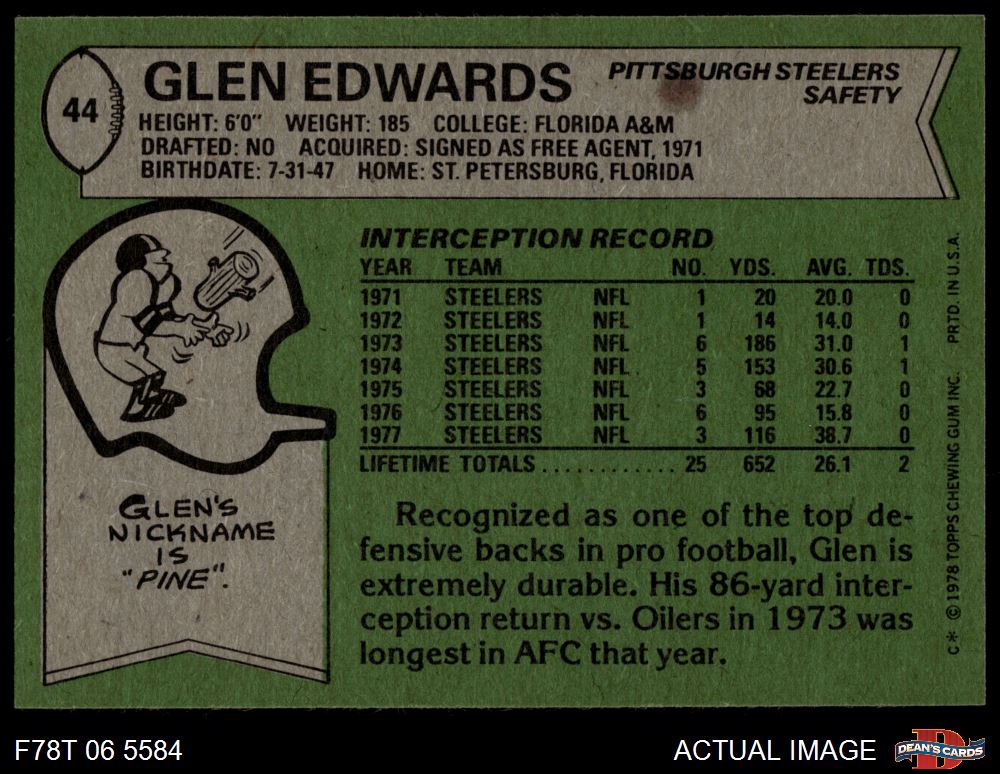 44
GLEN EDWARDS
PITTSBURGH STEELERS
SAFETY
HEIGHT: 6'0" WEIGHT: 185 COLLEGE: FLORIDA A&M
DRAFTED: NO ACQUIRED: SIGNED AS FREE AGENT, 1971
BIRTHDATE: 7-31-47 HOME: ST. PETERSBURG, FLORIDA
INTERCEPTION RECORD
YEAR TEAM NO. YDS. AVG. TDS.
1971 STEELERS NFL 1 20 20.0 0
1972 STEELERS NFL 1 14 14.0 0
1973 STEELERS NFL 6 186 31.0 1
1974 STEELERS NFL 5 153 30.6 1
1975 STEELERS NFL 3 68 22.7 0
1976 STEELERS NFL 6 95 15.8 0
1977 STEELERS NFL 3 116 38.7 0
LIFETIME TOTALS............ 25 652 26.1 2
GLEN'S
NICKNAME
IS
"PINE".
Recognized as one of the top de-
fensive backs in pro football, Glen is
extremely durable. His 86-yard inter-
ception return vs. Oilers in 1973 was
longest in AFC that year.
C* © 1978 TOPPS CHEWING GUM INC. PRTD. IN U.S.A.
F78T 06 5584
ACTUAL IMAGE
D
DEAN'S CARDS